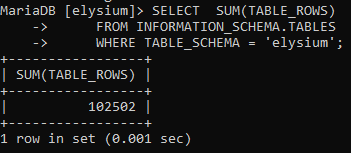 MariaDB [elysium]> SELECT  SUM(TABLE_ROWS)
    ->     FROM INFORMATION_SCHEMA.TABLES
    ->     WHERE TABLE_SCHEMA = 'elysium';
+-----------------+
| SUM(TABLE_ROWS) |
+-----------------+
|          102502 |
+-----------------+
1 row in set (0.001 sec)